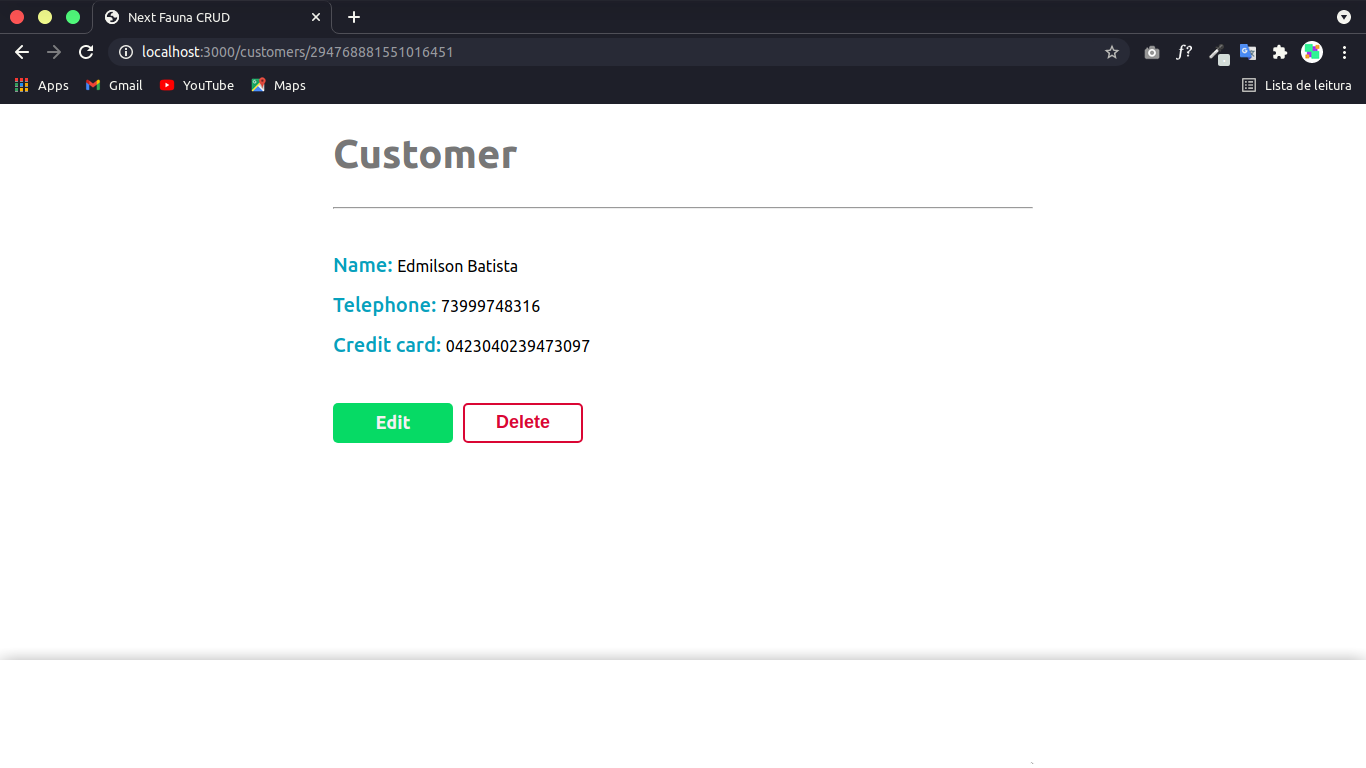 Next Fauna CRUD
localhost:3000/customers/294768881551016451
f?
Apps Gmail YouTube Maps Lista de leitura
Customer
Name: Edmilson Batista
Telephone: 73999748316
Credit card: 0423040239473097
Edit Delete